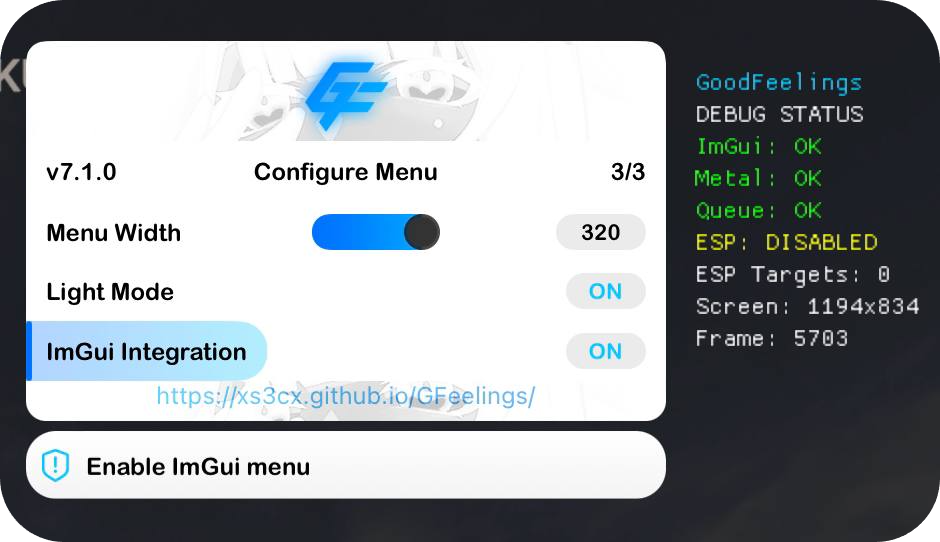 GF
v7.1.0 Configure Menu 3/3
Menu Width 320
Light Mode ON
ImGui Integration ON
https://xs3cx.github.io/GFeelings/
Enable ImGui menu
GoodFeelings
DEBUG STATUS
ImGui: OK
Metal: OK
Queue: OK
ESP: DISABLED
ESP Targets: 0
Screen: 1194x834
Frame: 5703